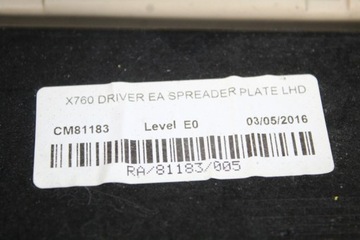 X760 DRIVER EA SPREADER PLATE LHD
CM81183 Level E0 03/05/2016
RA/81183/005